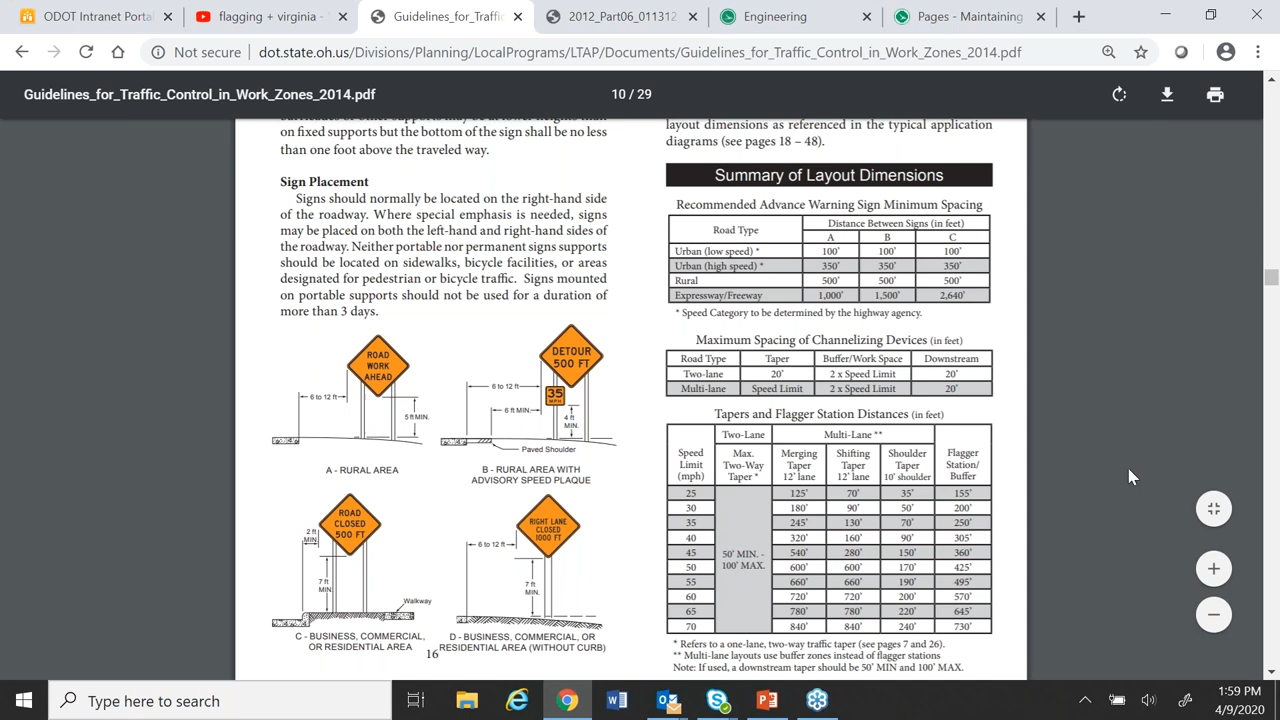 ODOT Intranet Porta
flagging + virginia -
Guidelines_for_Traffi
2012_Part06_011312
Engineering
Pages - Maintaining
Not secure
dot.state.oh.us/Divisions/Planning/LocalPrograms/LTAP/Documents/Guidelines_for_Traffic_Control_in_Work_Zones_2014.pdf
Guidelines_for_Traffic_Control_in_Work_Zones_2014.pdf
10 / 29
barricades or other supports may be at lower heights than
on fixed supports but the bottom of the sign shall be no less
than one foot above the traveled way.
Sign Placement
Signs should normally be located on the right-hand side
of the roadway. Where special emphasis is needed, signs
may be placed on both the left-hand and right-hand sides of
the roadway. Neither portable nor permanent signs supports
should be located on sidewalks, bicycle facilities, or areas
designated for pedestrian or bicycle traffic. Signs mounted
on portable supports should not be used for a duration of
more than 3 days.
ROAD
WORK
AHEAD
6 to 12 ft
5 ft MIN.
A - RURAL AREA
DETOUR
500 FT
35
MPH
6 to 12 ft
6 ft MIN.
4 ft
MIN.
Paved Shoulder
B - RURAL AREA WITH
ADVISORY SPEED PLAQUE
ROAD
CLOSED
500 FT
2 ft
MIN.
7 ft
MIN.
Walkway
C - BUSINESS, COMMERCIAL,
OR RESIDENTIAL AREA
RIGHT LANE
CLOSED
1000 FT
6 to 12 ft
7 ft
MIN.
D - BUSINESS, COMMERCIAL, OR
RESIDENTIAL AREA (WITHOUT CURB)
16
layout dimensions as referenced in the typical application
diagrams (see pages 18 – 48).
Summary of Layout Dimensions
Recommended Advance Warning Sign Minimum Spacing
Road Type Distance Between Signs (in feet)
A B C
Urban (low speed) * 100' 100' 100'
Urban (high speed) * 350' 350' 350'
Rural 500' 500' 500'
Expressway/Freeway 1,000' 1,500' 2,640'
* Speed Category to be determined by the highway agency.
Maximum Spacing of Channelizing Devices (in feet)
Road Type Taper Buffer/Work Space Downstream
Two-lane 20' 2 x Speed Limit 20'
Multi-lane Speed Limit 2 x Speed Limit 20'
Tapers and Flagger Station Distances (in feet)
Speed Limit (mph) Two-Lane Multi-Lane ** Flagger Station/ Buffer
Max. Two-Way Taper * Merging Taper 12' lane Shifting Taper 12' lane Shoulder Taper 10' shoulder
50' MIN. - 100' MAX.
25 125' 70' 35' 155'
30 180' 90' 50' 200'
35 245' 130' 70' 250'
40 320' 160' 90' 305'
45 540' 280' 150' 360'
50 600' 600' 170' 425'
55 660' 660' 190' 495'
60 720' 720' 200' 570'
65 780' 780' 220' 645'
70 840' 840' 240' 730'
* Refers to a one-lane, two-way traffic taper (see pages 7 and 26).
** Multi-lane layouts use buffer zones instead of flagger stations
Note: If used, a downstream taper should be 50' MIN and 100' MAX.
Type here to search
1:59 PM
4/9/2020